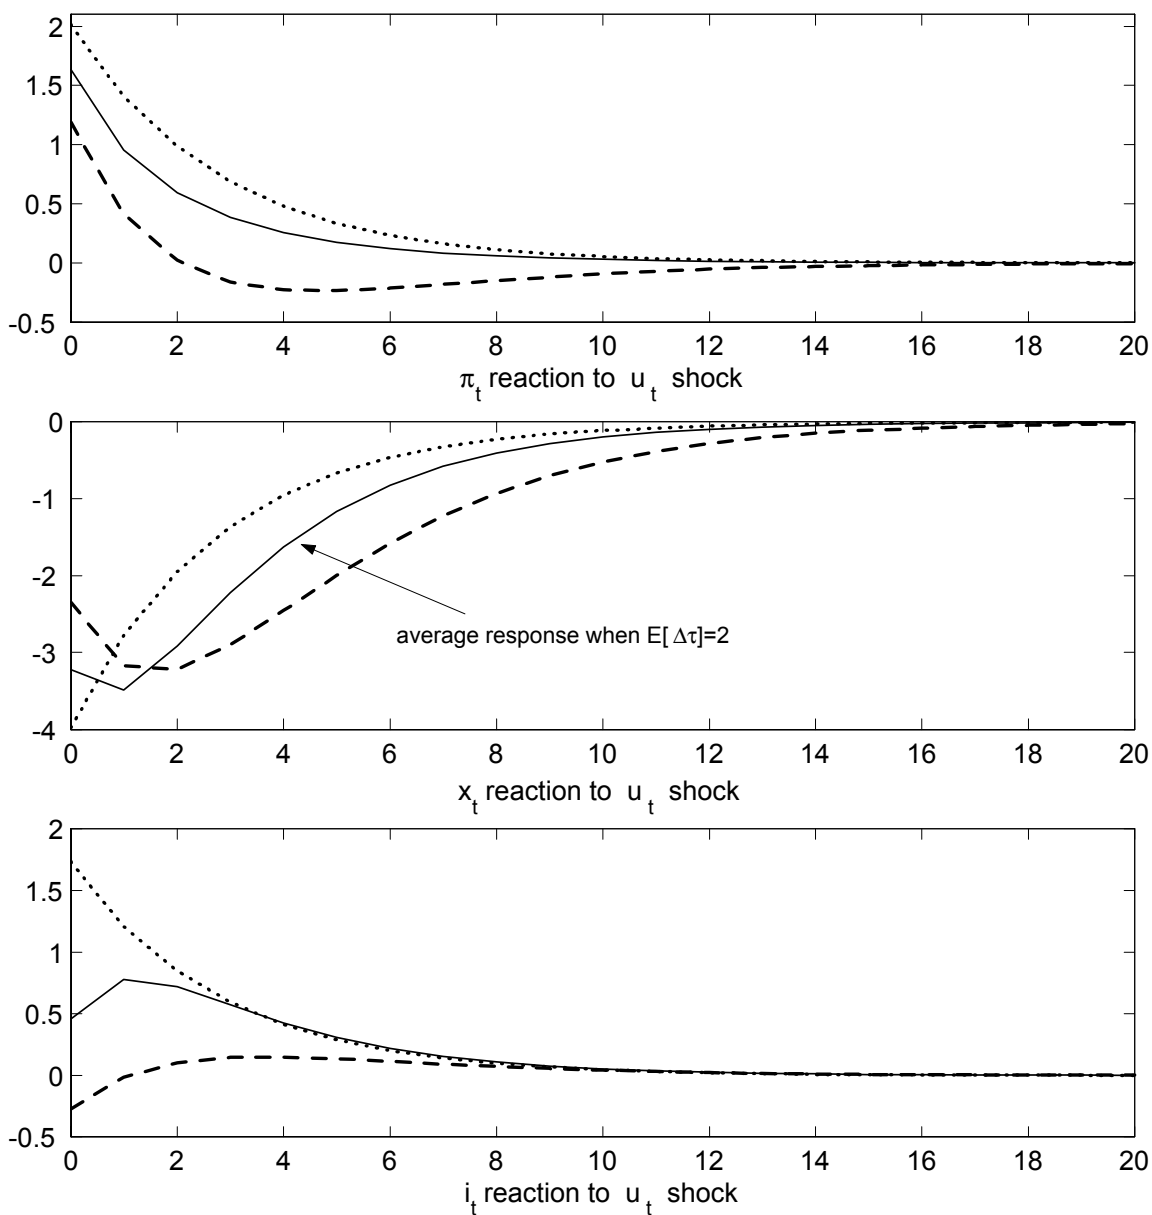 2
1.5
1
0.5
0
-0.5
0 2 4 6 8 10 12 14 16 18 20
π_t reaction to u_t shock
0
-1
-2
average response when E[Δτ]=2
-3
-4
0 2 4 6 8 10 12 14 16 18 20
x_t reaction to u_t shock
2
1.5
1
0.5
0
-0.5
0 2 4 6 8 10 12 14 16 18 20
i_t reaction to u_t shock